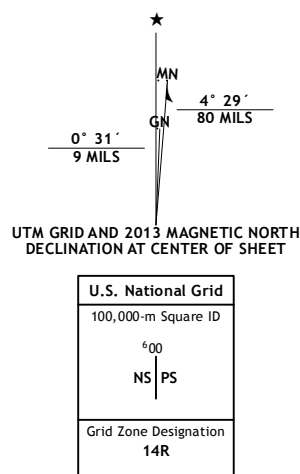 ★
MN
GN
4° 29´
80 MILS
0° 31´
9 MILS
UTM GRID AND 2013 MAGNETIC NORTH
DECLINATION AT CENTER OF SHEET
U.S. National Grid
100,000-m Square ID
⁶00
NS PS
Grid Zone Designation
14R